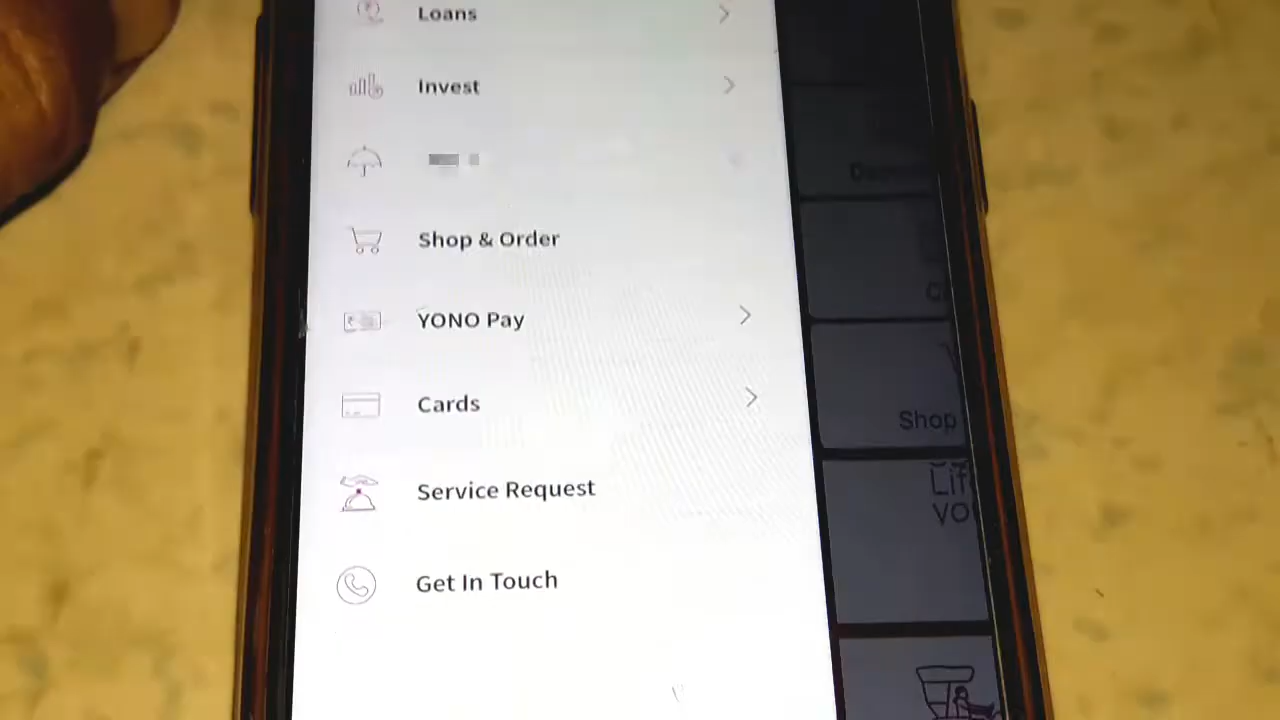 Loans
Invest
Shop & Order
YONO Pay
Cards
Service Request
Get In Touch
Shop